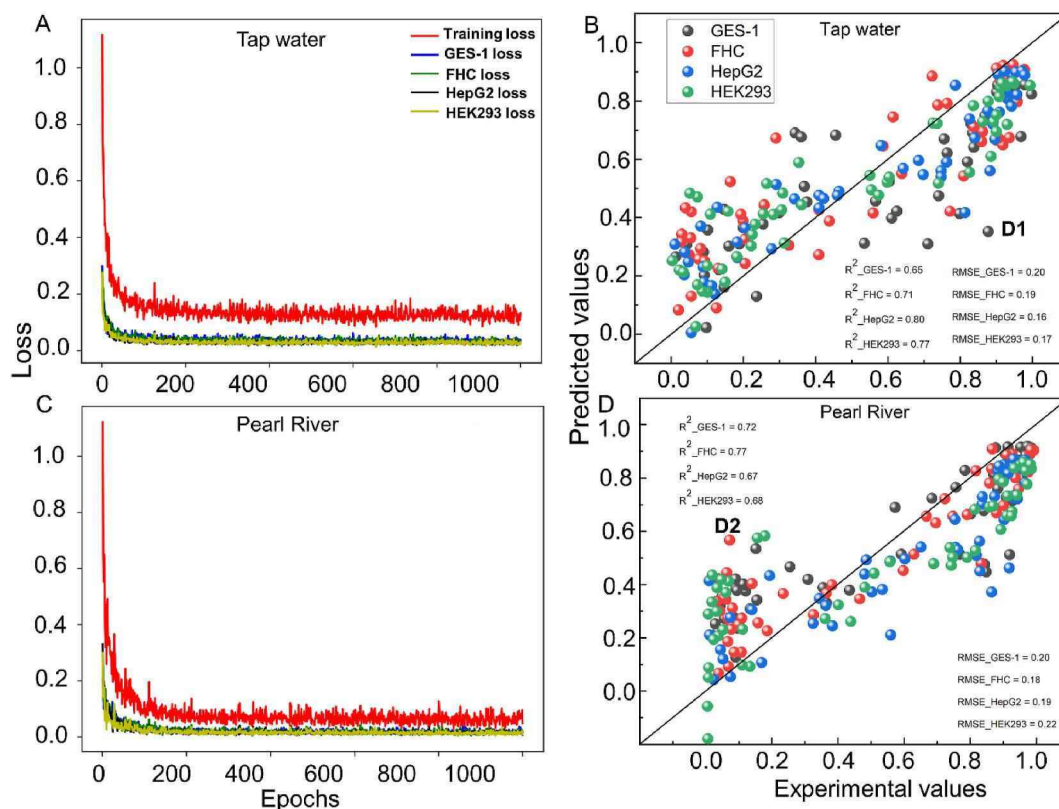 A
Tap water
Training loss
GES-1 loss
FHC loss
HepG2 loss
HEK293 loss
1.0
0.8
0.6
0.4
0.2
0.0
0 200 400 600 800 1000
Loss
C
Pearl River
1.0
0.8
0.6
0.4
0.2
0.0
0 200 400 600 800 1000
Epochs
B
Tap water
GES-1
FHC
HepG2
HEK293
1.0
0.8
0.6
0.4
0.2
0.0
D1
R²_GES-1 = 0.65
R²_FHC = 0.71
R²_HepG2 = 0.80
R²_HEK293 = 0.77
RMSE_GES-1 = 0.20
RMSE_FHC = 0.19
RMSE_HepG2 = 0.16
RMSE_HEK293 = 0.17
0.0 0.2 0.4 0.6 0.8 1.0
Predicted values
D
Pearl River
R²_GES-1 = 0.72
R²_FHC = 0.77
R²_HepG2 = 0.67
R²_HEK293 = 0.68
D2
1.0
0.8
0.6
0.4
0.2
0.0
RMSE_GES-1 = 0.20
RMSE_FHC = 0.18
RMSE_HepG2 = 0.19
RMSE_HEK293 = 0.22
0.0 0.2 0.4 0.6 0.8 1.0
Experimental values